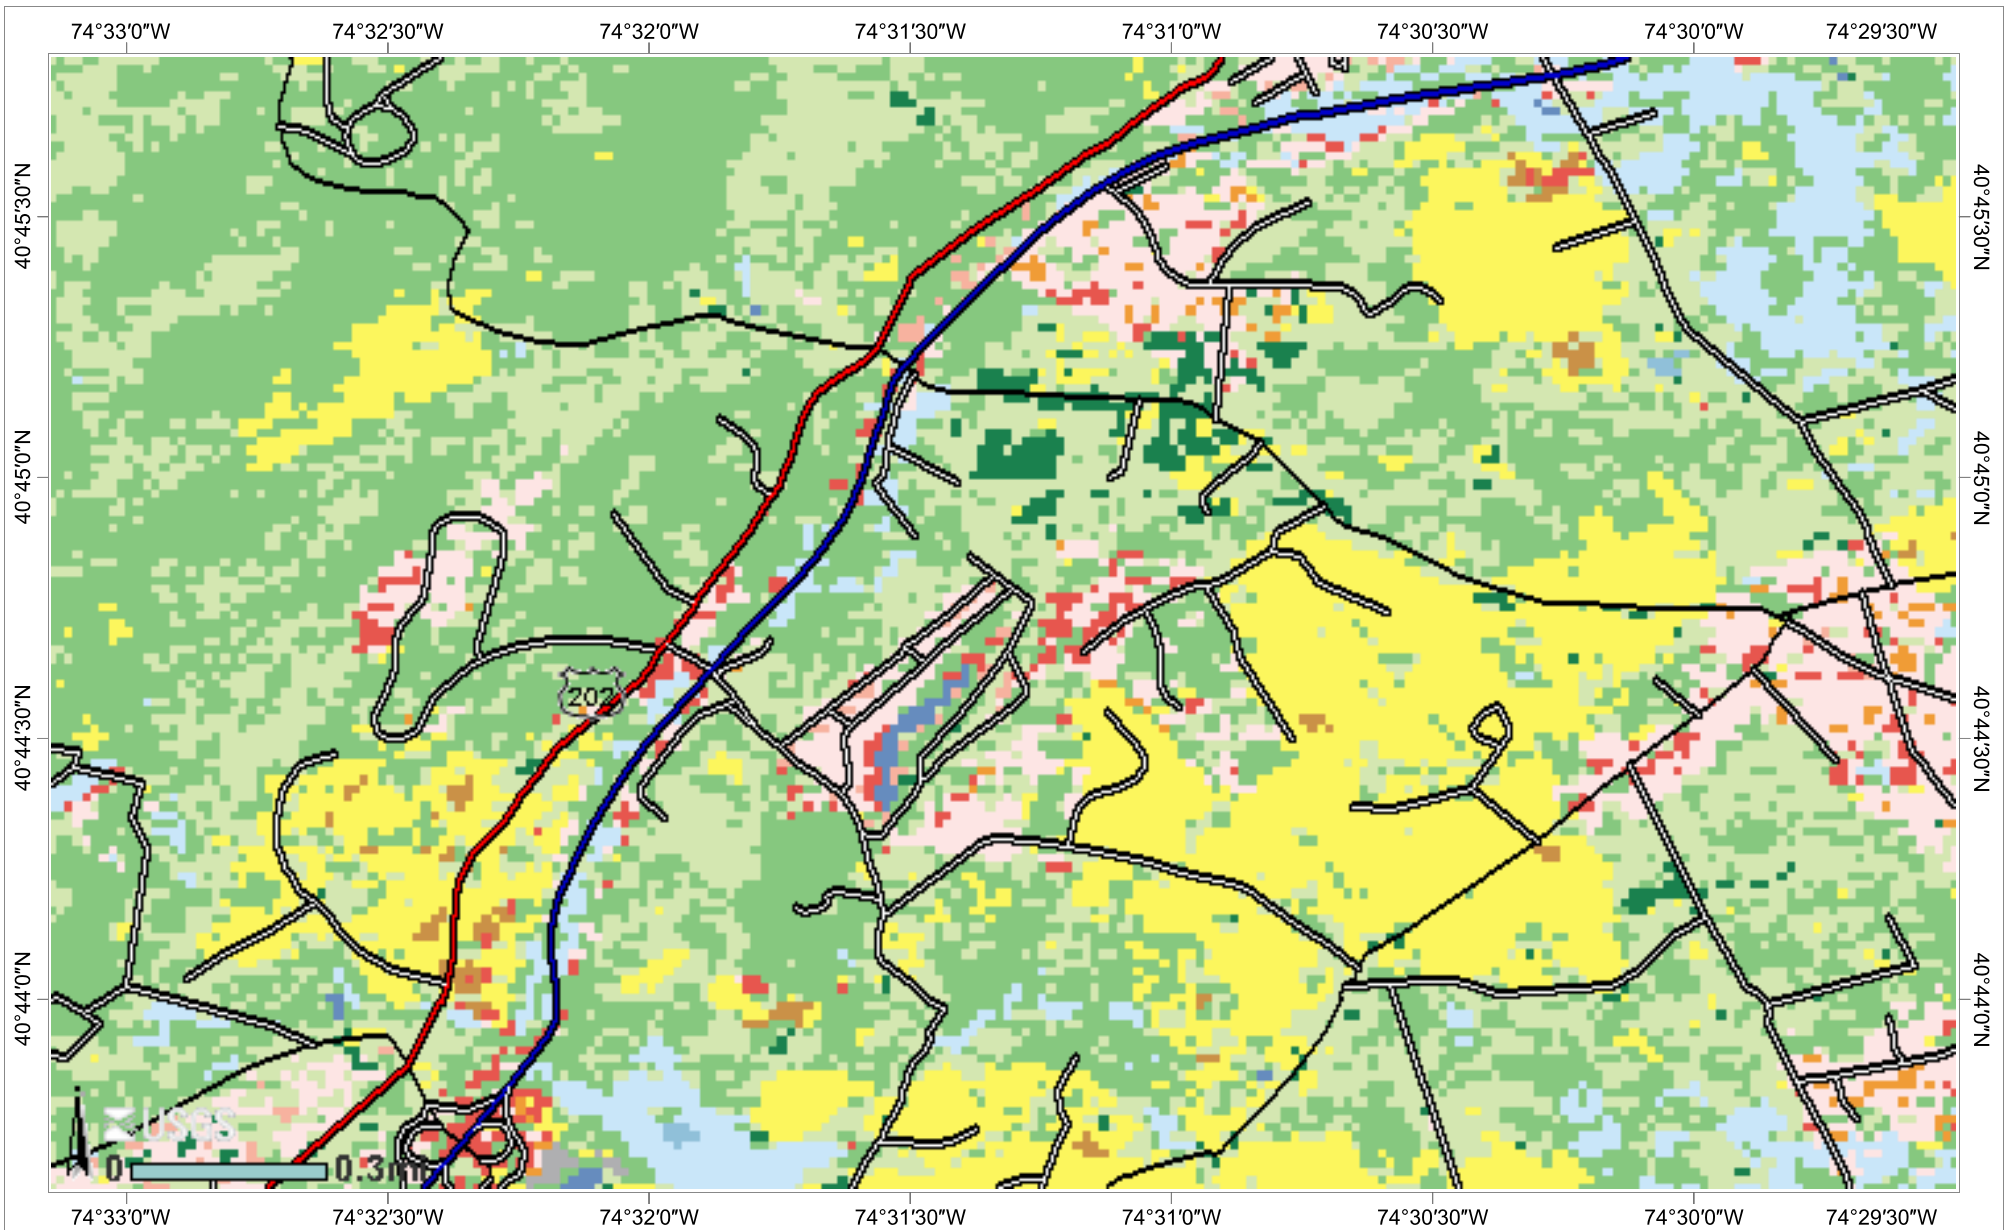 74°33′0″W 74°32′30″W 74°32′0″W 74°31′30″W 74°31′0″W 74°30′30″W 74°30′0″W 74°29′30″W
40°45′30″N 40°45′30″N
40°45′0″N 40°45′0″N
202
40°44′30″N 40°44′30″N
40°44′0″N 40°44′0″N
USGS
0 0.3mi
74°33′0″W 74°32′30″W 74°32′0″W 74°31′30″W 74°31′0″W 74°30′30″W 74°30′0″W 74°29′30″W